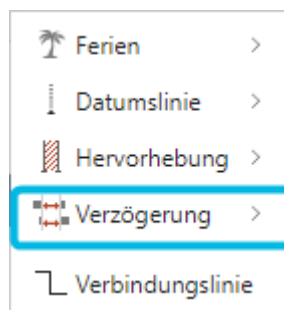 Ferien
Datumslinie
Hervorhebung
Verzögerung
Verbindungslinie